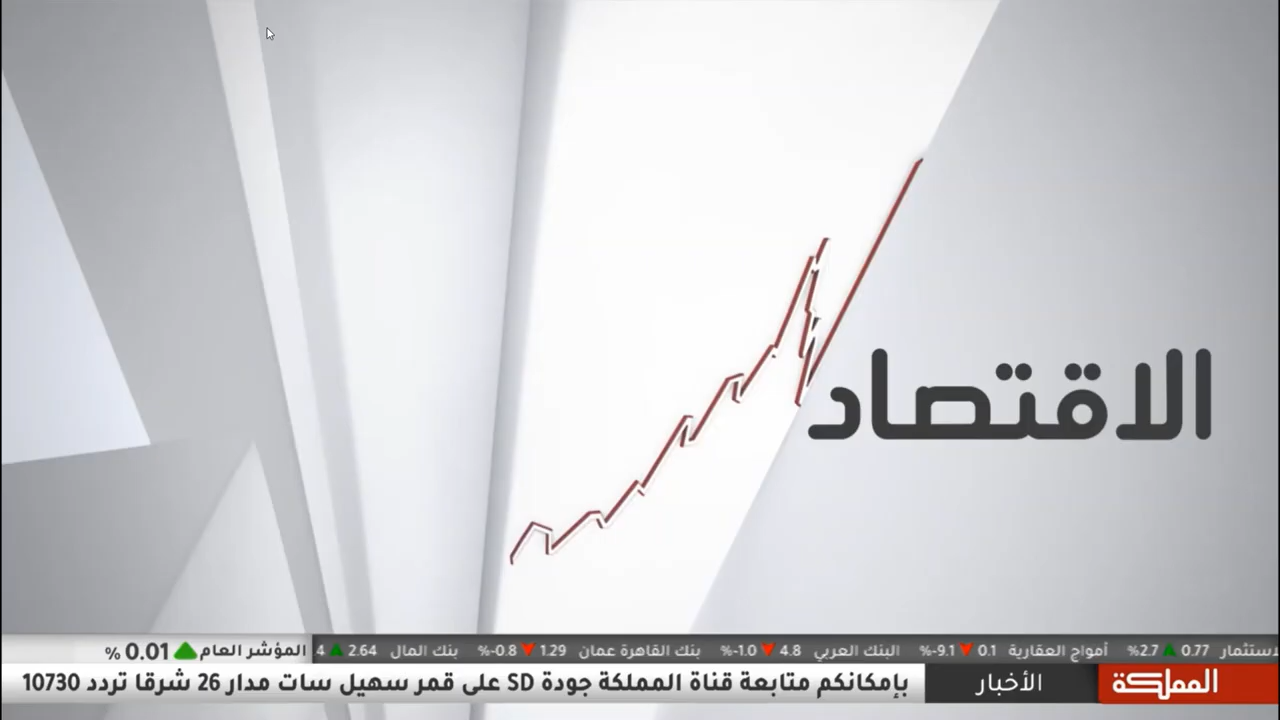 الاقتصاد
استثمار 0.77 %2.7 أمواج العقارية 0.1 %-9.1 البنك العربي 4.8 %-1.0 بنك القاهرة عمان 1.29 %-0.8 بنك المال 2.64 4 المؤشر العام 0.01 %
المملكة الأخبار بإمكانكم متابعة قناة المملكة جودة SD على قمر سهيل سات مدار 26 شرقا تردد 10730